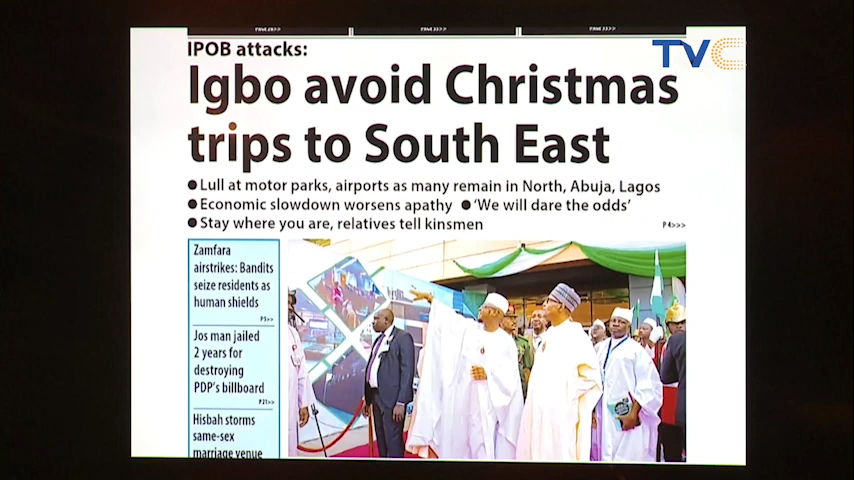 TVC
IPOB attacks:
Igbo avoid Christmas
trips to South East
●Lull at motor parks, airports as many remain in North, Abuja, Lagos
●Economic slowdown worsens apathy ●‘We will dare the odds’
●Stay where you are, relatives tell kinsmen
P4>>>
Zamfara
airstrikes: Bandits
seize residents as
human shields
P5>>
Jos man jailed
2 years for
destroying
PDP's billboard
P21>>
Hisbah storms
same-sex
marriage venue